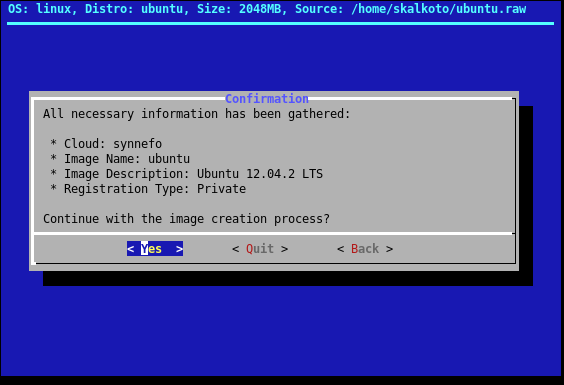 OS: linux, Distro: ubuntu, Size: 2048MB, Source: /home/skalkoto/ubuntu.raw
Confirmation
All necessary information has been gathered:
* Cloud: synnefo
* Image Name: ubuntu
* Image Description: Ubuntu 12.04.2 LTS
* Registration Type: Private
Continue with the image creation process?
< Yes > < Quit > < Back >